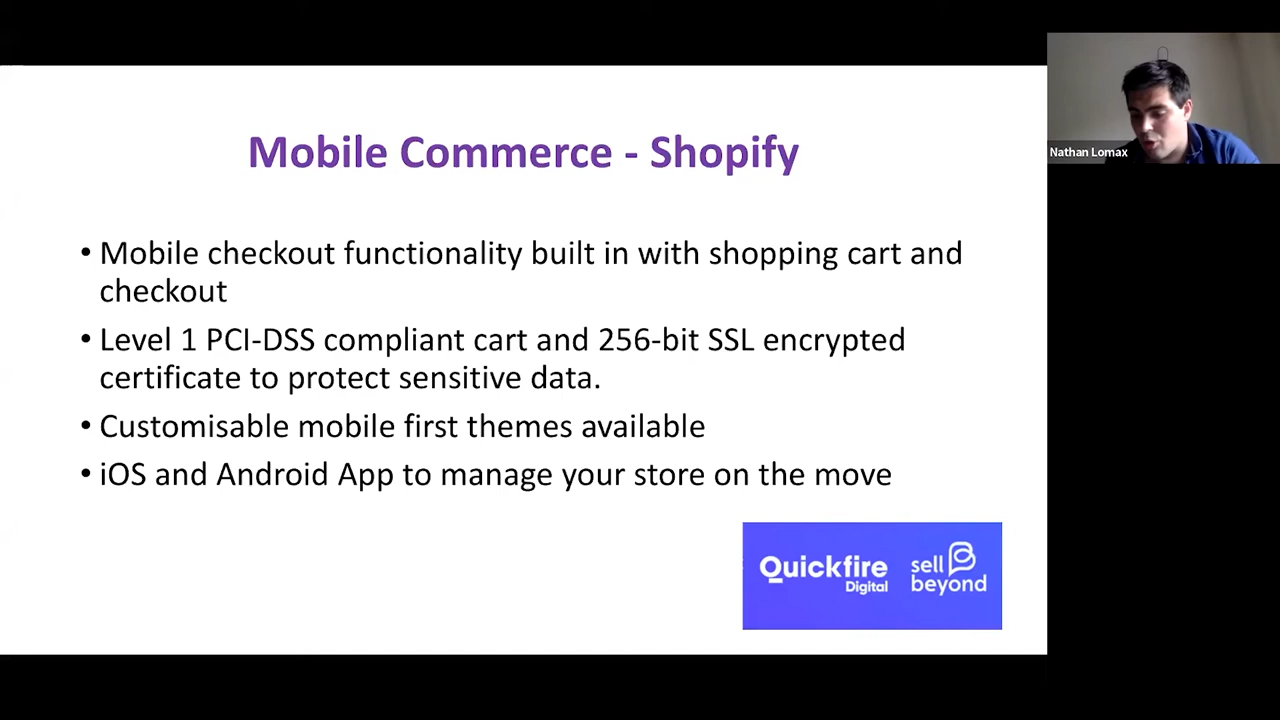 Mobile Commerce - Shopify
• Mobile checkout functionality built in with shopping cart and
checkout
• Level 1 PCI-DSS compliant cart and 256-bit SSL encrypted
certificate to protect sensitive data.
• Customisable mobile first themes available
• iOS and Android App to manage your store on the move
Quickfire
Digital
sell
beyond
Nathan Lomax